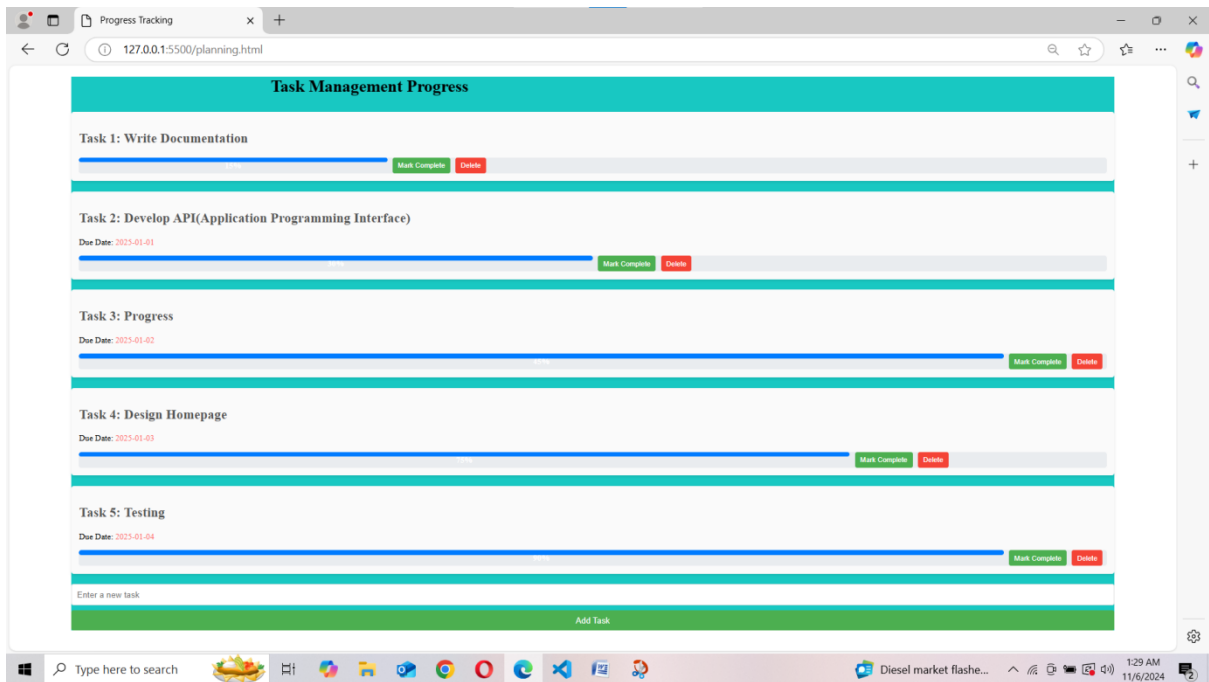 Progress Tracking
127.0.0.1:5500/planning.html
Task Management Progress
Task 1: Write Documentation
Mark Complete Delete
Task 2: Develop API(Application Programming Interface)
Due Date: 2025-01-01
Mark Complete Delete
Task 3: Progress
Due Date: 2025-01-02
Mark Complete Delete
Task 4: Design Homepage
Due Date: 2025-01-03
Mark Complete Delete
Task 5: Testing
Due Date: 2025-01-04
Mark Complete Delete
Enter a new task
Add Task
Type here to search
Diesel market flashe...
1:29 AM
11/6/2024
2